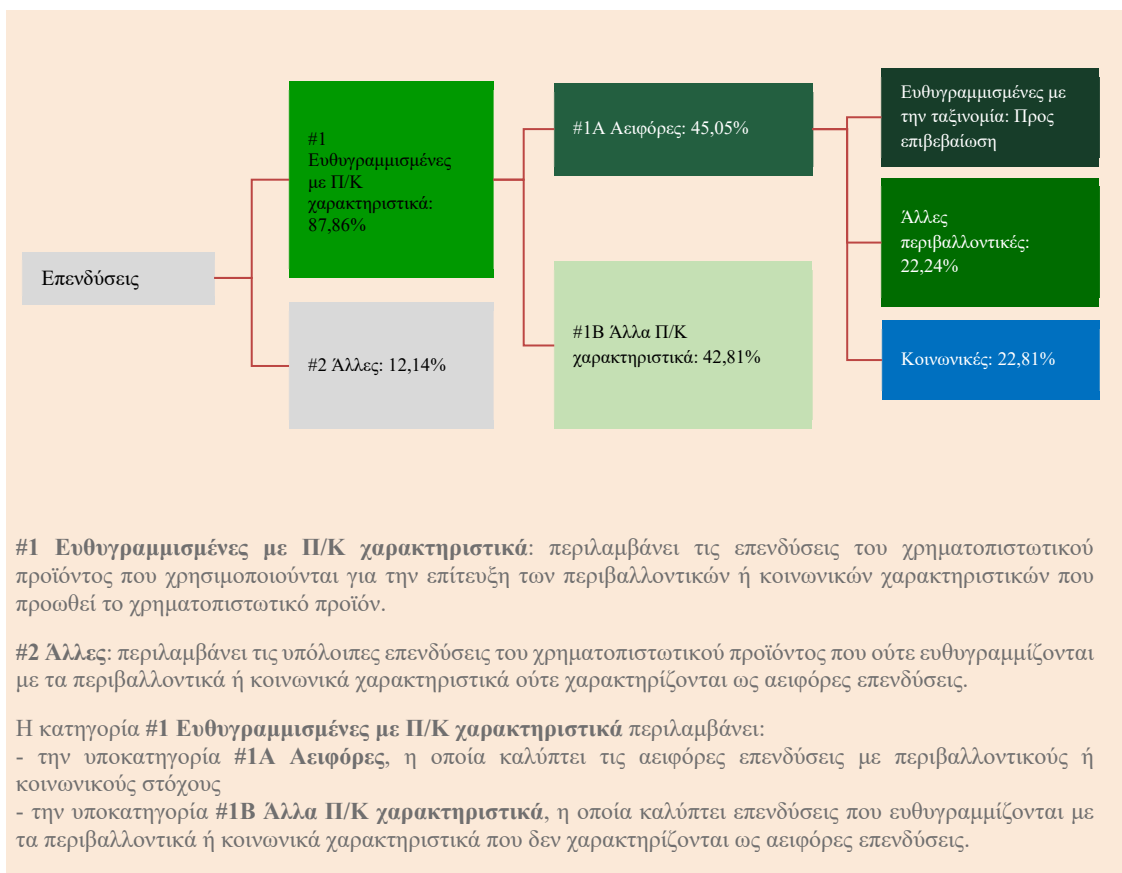 Επενδύσεις
#1
Ευθυγραμμισμένες
με Π/Κ
χαρακτηριστικά:
87,86%
#2 Άλλες: 12,14%
#1A Αειφόρες: 45,05%
#1B Άλλα Π/Κ
χαρακτηριστικά: 42,81%
Ευθυγραμμισμένες με
την ταξινομία: Προς
επιβεβαίωση
Άλλες
περιβαλλοντικές:
22,24%
Κοινωνικές: 22,81%
#1 Ευθυγραμμισμένες με Π/Κ χαρακτηριστικά: περιλαμβάνει τις επενδύσεις του χρηματοπιστωτικού
προϊόντος που χρησιμοποιούνται για την επίτευξη των περιβαλλοντικών ή κοινωνικών χαρακτηριστικών που
προωθεί το χρηματοπιστωτικό προϊόν.
#2 Άλλες: περιλαμβάνει τις υπόλοιπες επενδύσεις του χρηματοπιστωτικού προϊόντος που ούτε ευθυγραμμίζονται
με τα περιβαλλοντικά ή κοινωνικά χαρακτηριστικά ούτε χαρακτηρίζονται ως αειφόρες επενδύσεις.
Η κατηγορία #1 Ευθυγραμμισμένες με Π/Κ χαρακτηριστικά περιλαμβάνει:
- την υποκατηγορία #1A Αειφόρες, η οποία καλύπτει τις αειφόρες επενδύσεις με περιβαλλοντικούς ή
κοινωνικούς στόχους
- την υποκατηγορία #1B Άλλα Π/Κ χαρακτηριστικά, η οποία καλύπτει επενδύσεις που ευθυγραμμίζονται με
τα περιβαλλοντικά ή κοινωνικά χαρακτηριστικά που δεν χαρακτηρίζονται ως αειφόρες επενδύσεις.